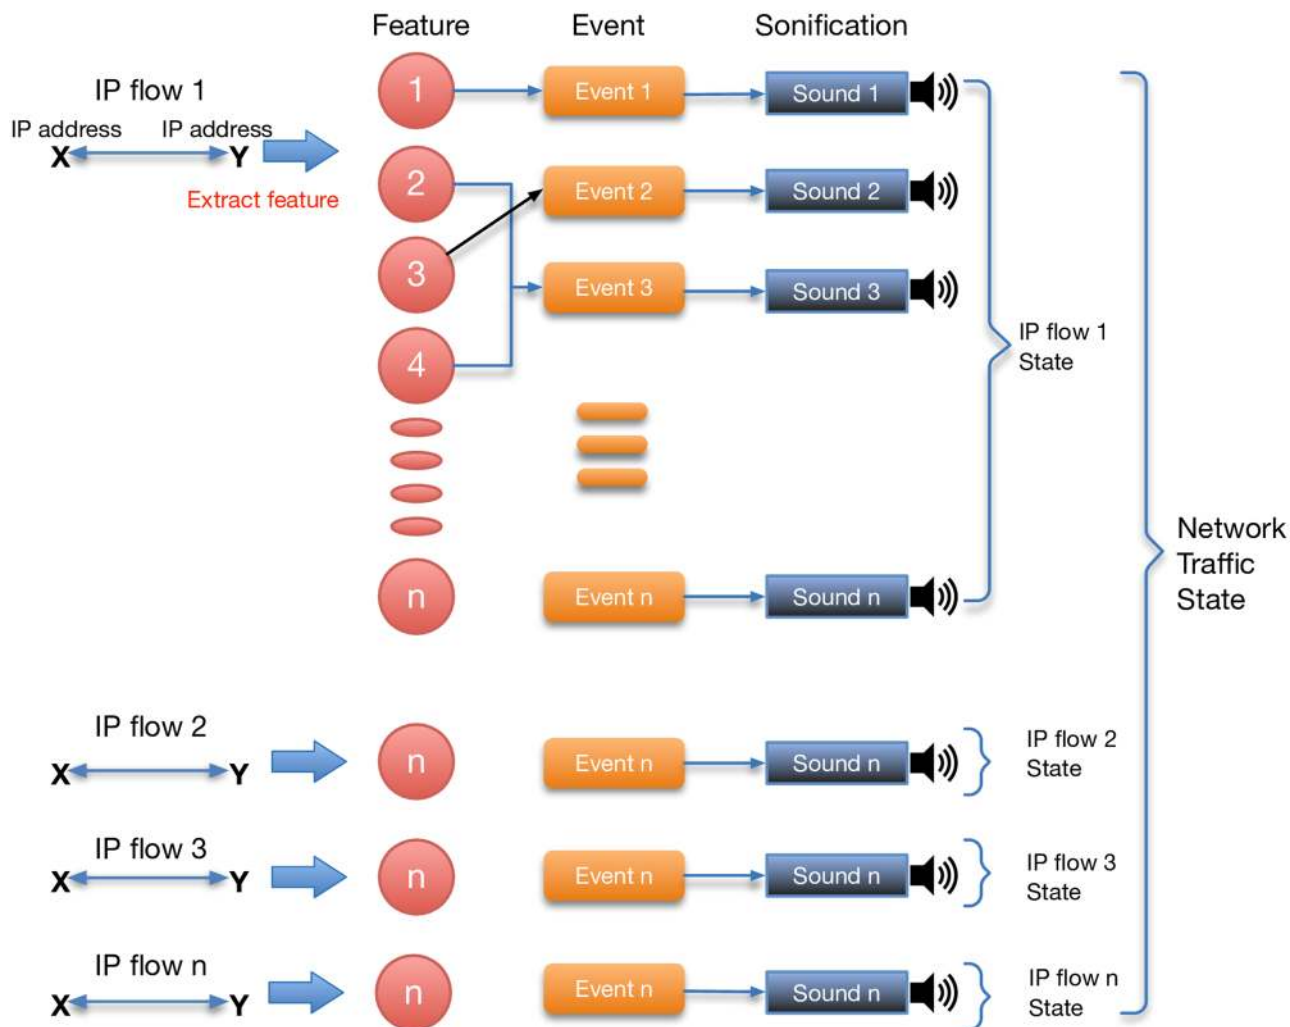 Feature Event Sonification
IP flow 1
IP address IP address
X Y
Extract feature
1 Event 1 Sound 1
2 Event 2 Sound 2
3 Event 3 Sound 3
4
IP flow 1
State
n Event n Sound n
Network
Traffic
State
IP flow 2
X Y
n Event n Sound n
IP flow 2
State
IP flow 3
X Y
n Event n Sound n
IP flow 3
State
IP flow n
X Y
n Event n Sound n
IP flow n
State